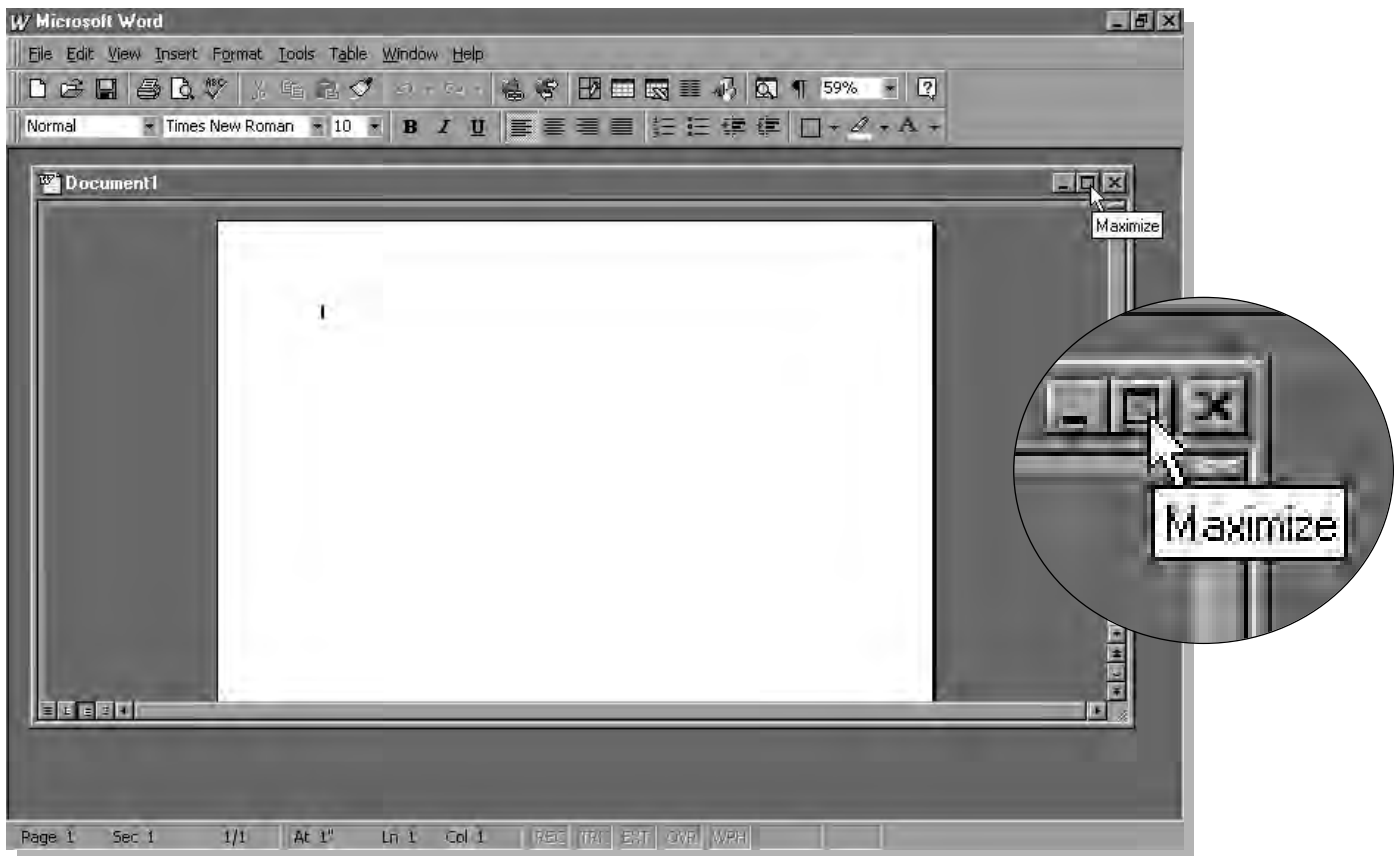 Microsoft Word
File Edit View Insert Format Tools Table Window Help
ABC 59%
Normal Times New Roman 10 B I U A
Document1
Maximize
Maximize
Page 1 Sec 1 1/1 At 1" Ln 1 Col 1 REC TRK EXT OVR WPH